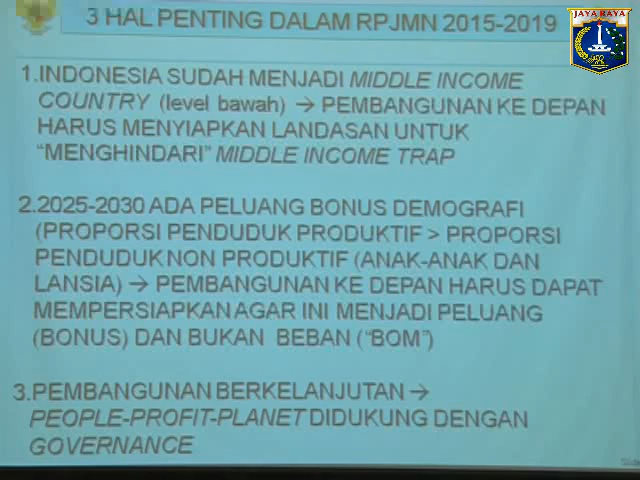 3 HAL PENTING DALAM RPJMN 2015-2019
JAYA RAYA
1.INDONESIA SUDAH MENJADI MIDDLE INCOME
COUNTRY (level bawah) → PEMBANGUNAN KE DEPAN
HARUS MENYIAPKAN LANDASAN UNTUK
“MENGHINDARI” MIDDLE INCOME TRAP
2.2025-2030 ADA PELUANG BONUS DEMOGRAFI
(PROPORSI PENDUDUK PRODUKTIF > PROPORSI
PENDUDUK NON PRODUKTIF (ANAK-ANAK DAN
LANSIA) → PEMBANGUNAN KE DEPAN HARUS DAPAT
MEMPERSIAPKAN AGAR INI MENJADI PELUANG
(BONUS) DAN BUKAN BEBAN (“BOM”)
3.PEMBANGUNAN BERKELANJUTAN →
PEOPLE-PROFIT-PLANET DIDUKUNG DENGAN
GOVERNANCE